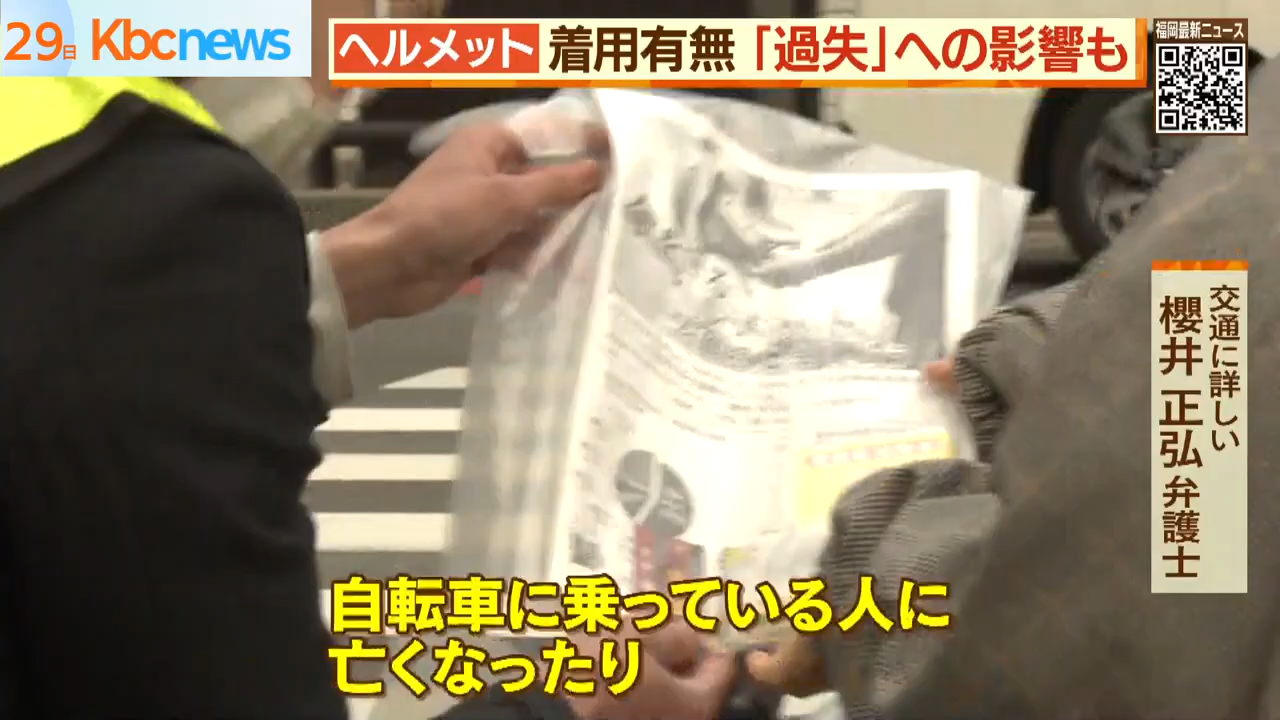 29日 Kbcnews
ヘルメット 着用有無 「過失」への影響も
福岡最新ニュース
交通に詳しい
櫻井 正弘 弁護士
自転車に乗っている人に
亡くなったり